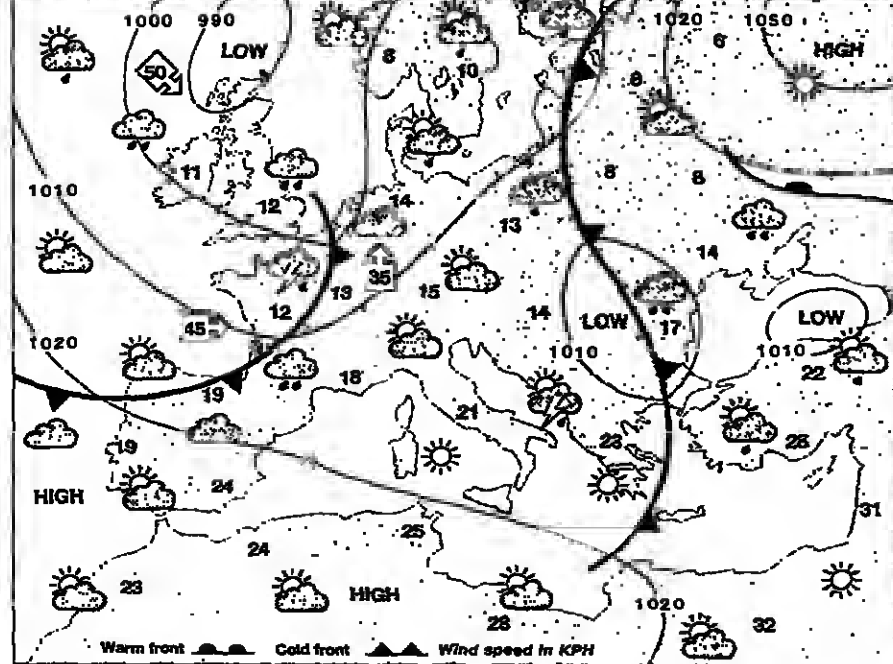 1000 990 1020 1050
LOW 6 6 HIGH
50 10
8
11 8 8
1010 12 14 13
14
35
12 13 15 14 LOW 17 LOW
45
1020 1010 1010
18 22
19 21
19 23 28
24
HIGH 31
25
24
23 HIGH
28 1020 32
Warm front Cold front Wind speed in KPH